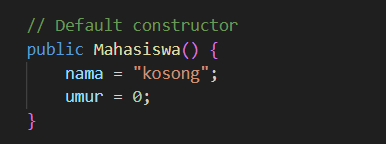 // Default constructor
public Mahasiswa() {
    nama = "kosong";
    umur = 0;
}